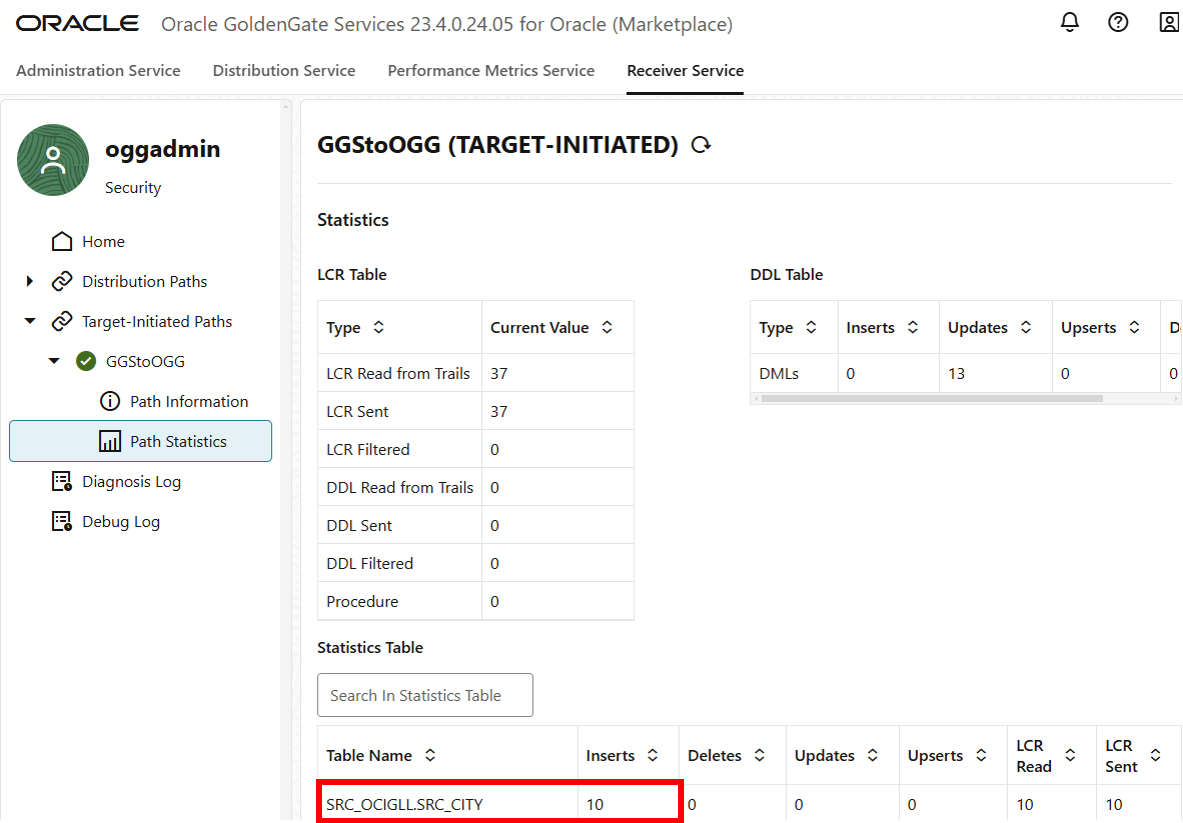 ORACLE Oracle GoldenGate Services 23.4.0.24.05 for Oracle (Marketplace)
Administration Service Distribution Service Performance Metrics Service Receiver Service
oggadmin
Security
Home
Distribution Paths
Target-Initiated Paths
GGStoOGG
Path Information
Path Statistics
Diagnosis Log
Debug Log
GGStoOGG (TARGET-INITIATED)
Statistics
LCR Table
Type Current Value
LCR Read from Trails 37
LCR Sent 37
LCR Filtered 0
DDL Read from Trails 0
DDL Sent 0
DDL Filtered 0
Procedure 0
DDL Table
Type Inserts Updates Upserts
DMLs 0 13 0 0
Statistics Table
Search In Statistics Table
Table Name Inserts Deletes Updates Upserts LCR Read LCR Sent
SRC_OCIGLL.SRC_CITY 10 0 0 0 10 10